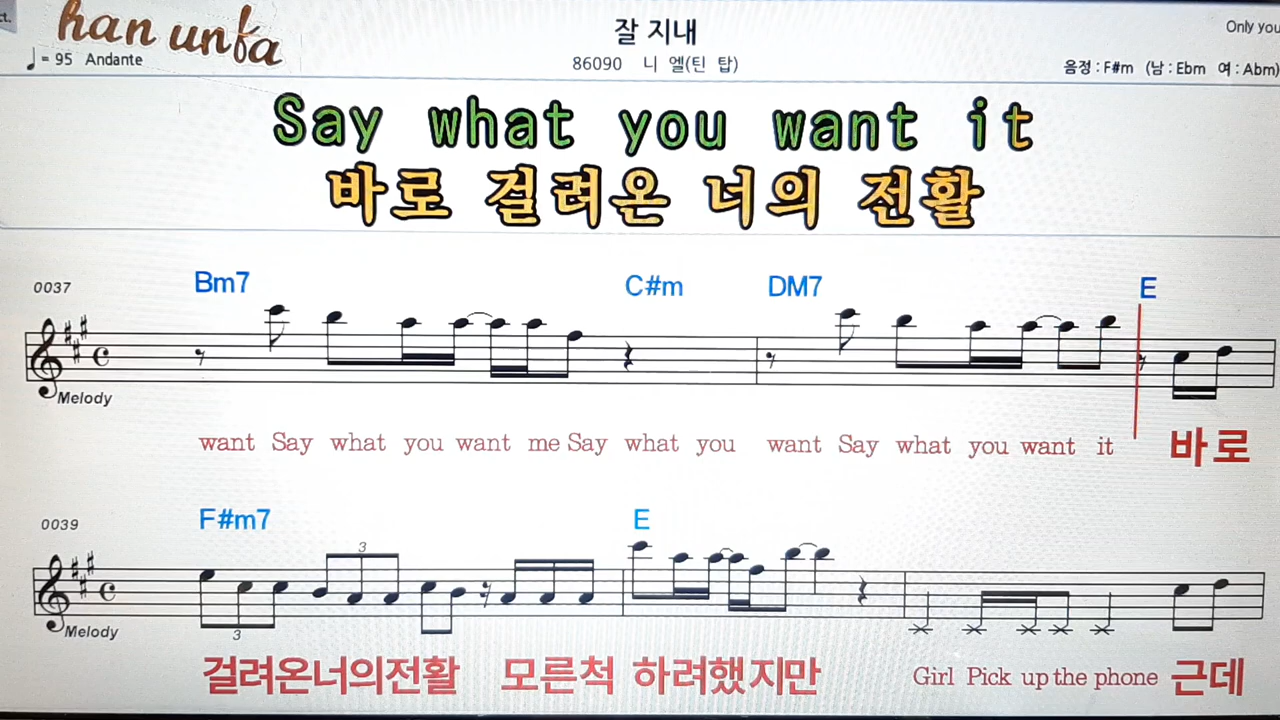 ct.
han unfa
잘 지내
Only you
♩= 95 Andante
86090 니 엘(틴 탑)
음정 : F#m (남 : Ebm 여 : Abm)
Say what you want it
바로 걸려온 너의 전활
0037
Bm7 C#m DM7 E
Melody
want Say what you want me Say what you want Say what you want it 바로
0039
F#m7 E
3
3
Melody
걸려온너의전활 모른척 하려했지만 Girl Pick up the phone 근데